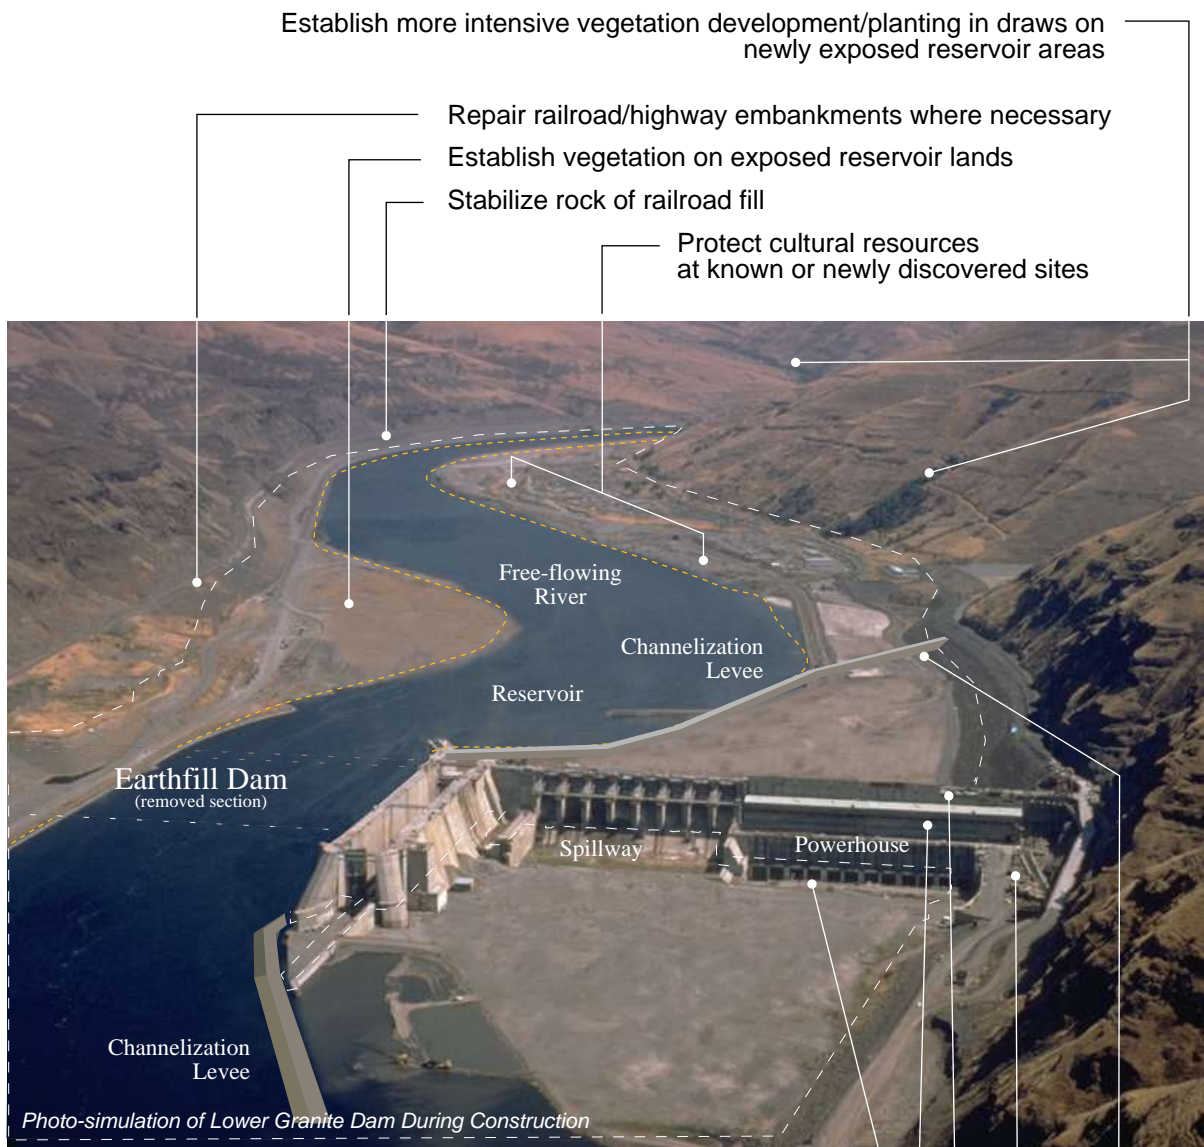 Establish more intensive vegetation development/planting in draws on
newly exposed reservoir areas
Repair railroad/highway embankments where necessary
Establish vegetation on exposed reservoir lands
Stabilize rock of railroad fill
Protect cultural resources
at known or newly discovered sites
Free-flowing
River
Channelization
Levee
Reservoir
Earthfill Dam
(removed section)
Spillway
Powerhouse
Channelization
Levee
Photo-simulation of Lower Granite Dam During Construction